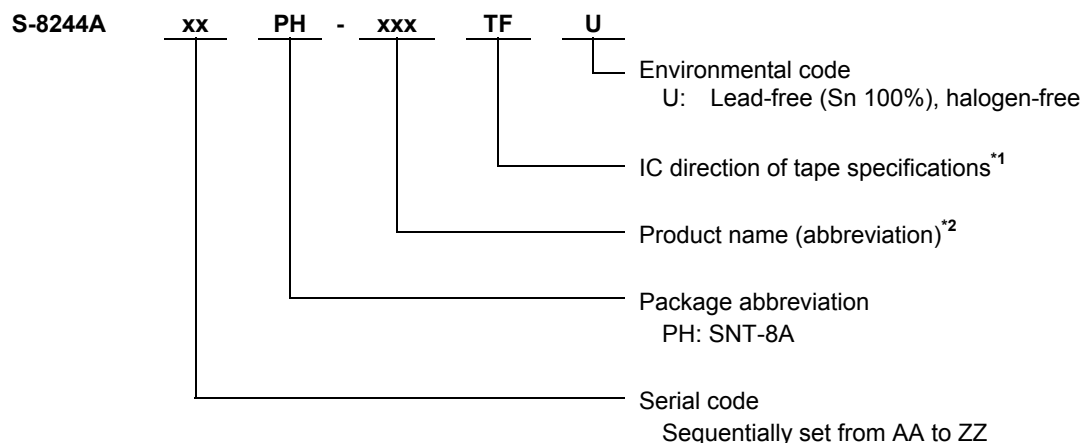 S-8244A xx PH - xxx TF U
Environmental code
U: Lead-free (Sn 100%), halogen-free
IC direction of tape specifications*1
Product name (abbreviation)*2
Package abbreviation
PH: SNT-8A
Serial code
Sequentially set from AA to ZZ